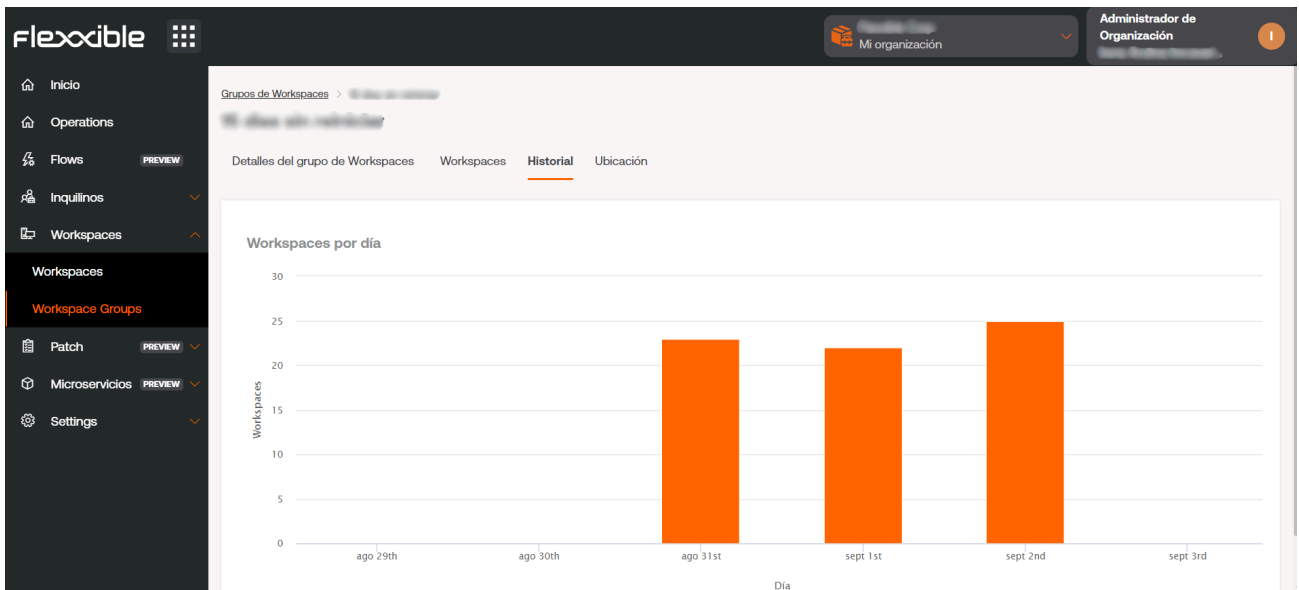 Flexxible
Mi organización
Administrador de
Organización
I
Inicio
Operations
Flows PREVIEW
Inquilinos
Workspaces
Workspaces
Workspace Groups
Patch PREVIEW
Microservicios PREVIEW
Settings
Grupos de Workspaces >
Detalles del grupo de Workspaces Workspaces Historial Ubicación
Workspaces por día
30
25
20
15
10
5
0
Workspaces
ago 29th ago 30th ago 31st sept 1st sept 2nd sept 3rd
Día